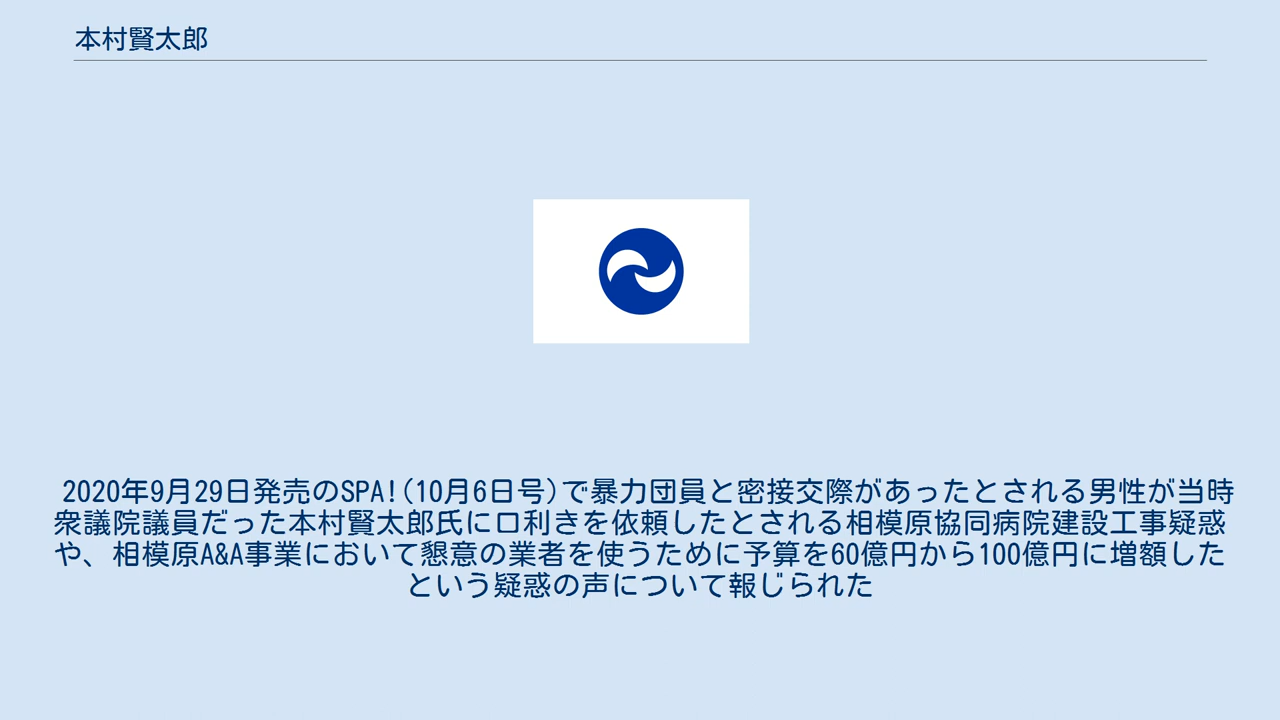 本村賢太郎
2020年9月29日発売のSPA!(10月6日号)で暴力団員と密接交際があったとされる男性が当時
衆議院議員だった本村賢太郎氏に口利きを依頼したとされる相模原協同病院建設工事疑惑
や、相模原A&A事業において懇意の業者を使うために予算を60億円から100億円に増額した
という疑惑の声について報じられた